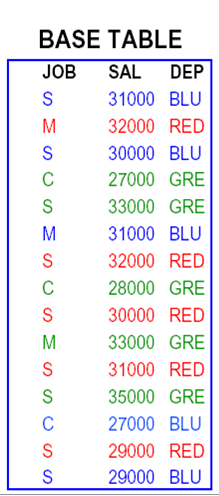 BASE TABLE
JOB SAL DEP
S 31000 BLU
M 32000 RED
S 30000 BLU
C 27000 GRE
S 33000 GRE
M 31000 BLU
S 32000 RED
C 28000 GRE
S 30000 RED
M 33000 GRE
S 31000 RED
S 35000 GRE
C 27000 BLU
S 29000 RED
S 29000 BLU